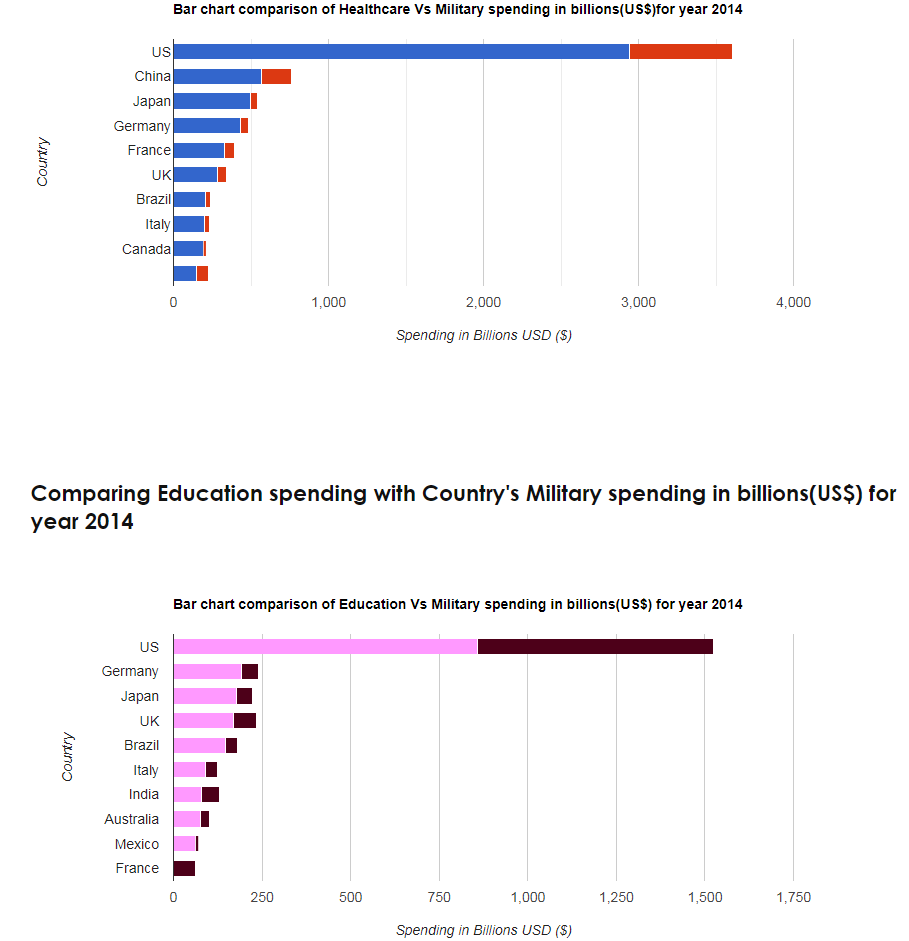 Bar chart comparison of Healthcare Vs Military spending in billions(US$)for year 2014
US
China
Japan
Germany
France
UK
Brazil
Italy
Canada
Country
0 1,000 2,000 3,000 4,000
Spending in Billions USD ($)
Comparing Education spending with Country's Military spending in billions(US$) for
year 2014
Bar chart comparison of Education Vs Military spending in billions(US$) for year 2014
US
Germany
Japan
UK
Brazil
Italy
India
Australia
Mexico
France
Country
0 250 500 750 1,000 1,250 1,500 1,750
Spending in Billions USD ($)